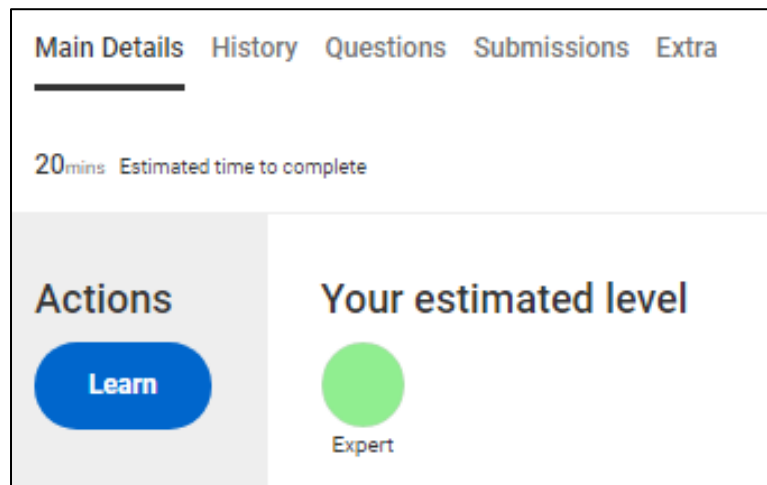 Main Details History Questions Submissions Extra
20mins Estimated time to complete
Actions
Your estimated level
Learn
Expert